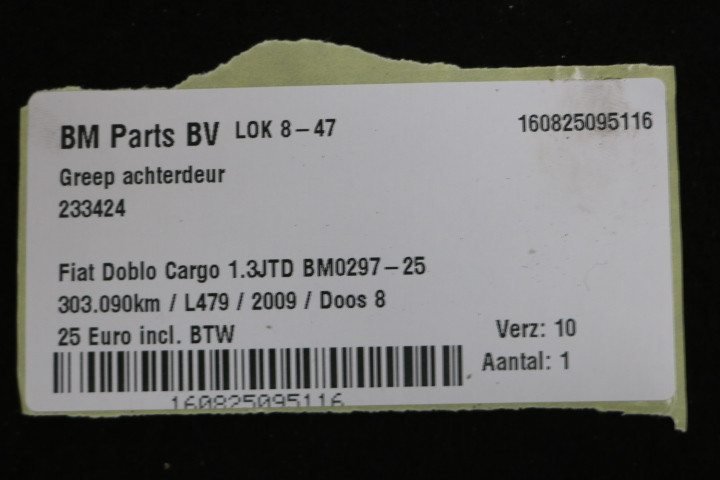 BM Parts BV LOK 8-47 160825095116
Greep achterdeur
233424
Fiat Doblo Cargo 1.3JTD BM0297-25
303.090km / L479 / 2009 / Doos 8
25 Euro incl. BTW Verz: 10
Aantal: 1
160825095116